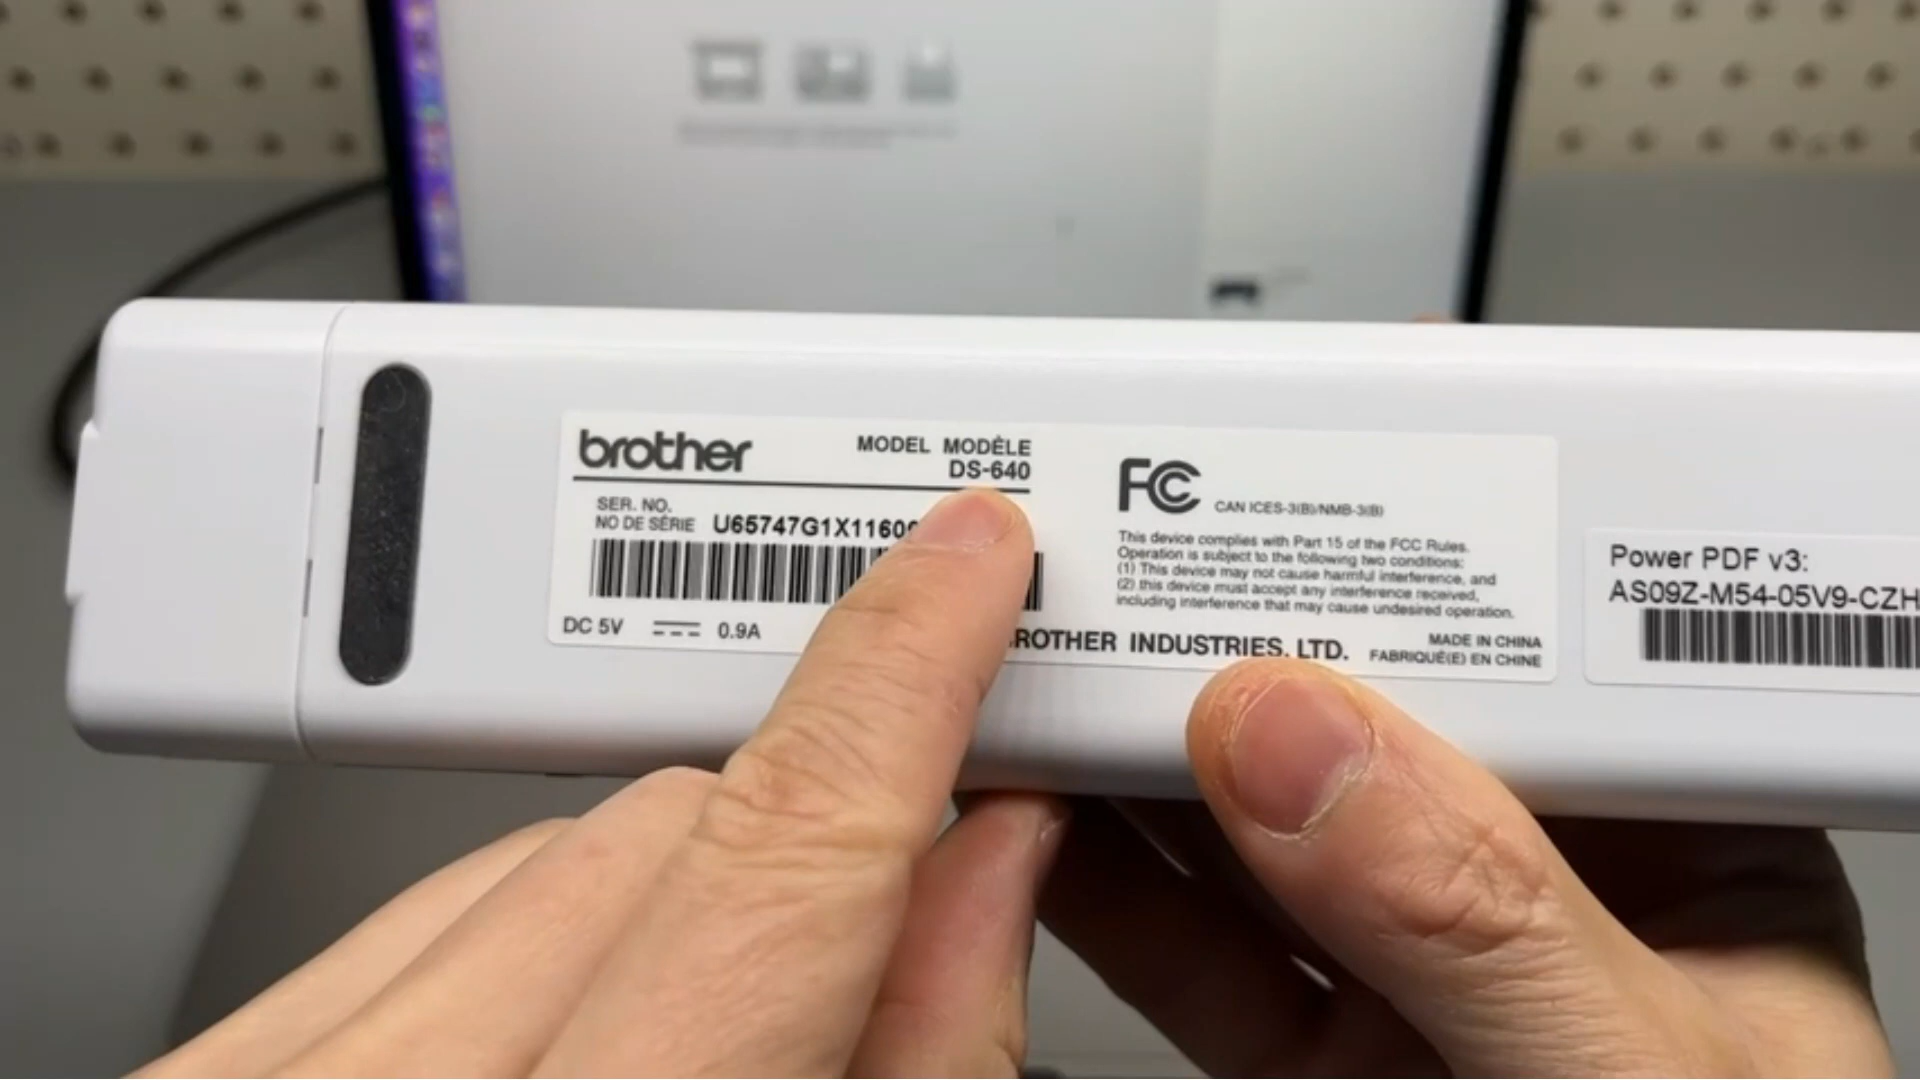 brother
MODEL MODÈLE
DS-640
SER. NO.
NO DE SÉRIE U65747G1X1160
DC 5V 0.9A
FC CAN ICES-3(B)/NMB-3(B)
This device complies with Part 15 of the FCC Rules.
Operation is subject to the following two conditions:
(1) This device may not cause harmful interference, and
(2) this device must accept any interference received,
including interference that may cause undesired operation.
ROTHER INDUSTRIES, LTD.
MADE IN CHINA
FABRIQUÉ(E) EN CHINE
Power PDF v3:
AS09Z-M54-05V9-CZH